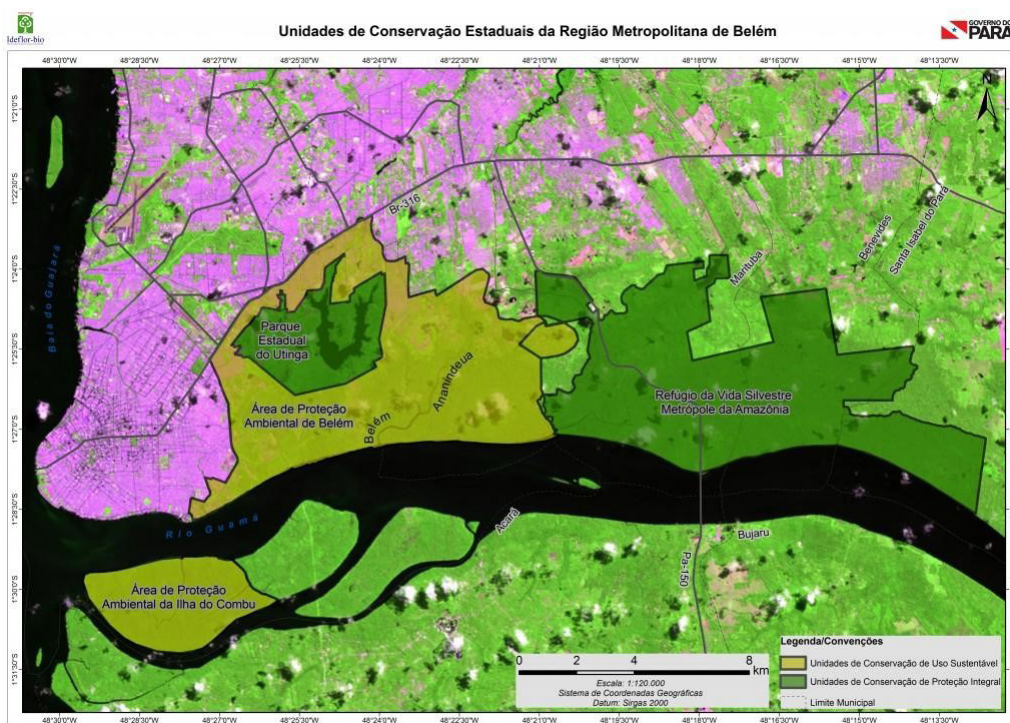 Ideflor-bio
Unidades de Conservação Estaduais da Região Metropolitana de Belém
GOVERNO DO
PARÁ
48°30'0"W 48°28'30"W 48°27'0"W 48°25'30"W 48°24'0"W 48°22'30"W 48°21'0"W 48°19'30"W 48°18'0"W 48°16'30"W 48°15'0"W 48°13'30"W
N
1°21'0"S
1°22'30"S
1°24'0"S
1°25'30"S
1°27'0"S
1°28'30"S
1°30'0"S
1°31'30"S
Br-316
Baía do Guajará
Marituba
Benevides
Santa Isabel do Pará
Parque
Estadual
do Utinga
Ananindeua
Belém
Área de Proteção
Ambiental de Belém
Refúgio da Vida Silvestre
Metrópole da Amazônia
Rio Guamá
Acará
Bujaru
Pa-150
Área de Proteção
Ambiental da Ilha do Combu
0 2 4 8
km
Escala: 1:120.000
Sistema de Coordenadas Geográficas
Datum: Sirgas 2000
Legenda/Convenções
Unidades de Conservação de Uso Sustentável
Unidades de Conservação de Proteção Integral
Limite Municipal
48°30'0"W 48°28'30"W 48°27'0"W 48°25'30"W 48°24'0"W 48°22'30"W 48°21'0"W 48°19'30"W 48°18'0"W 48°16'30"W 48°15'0"W 48°13'30"W